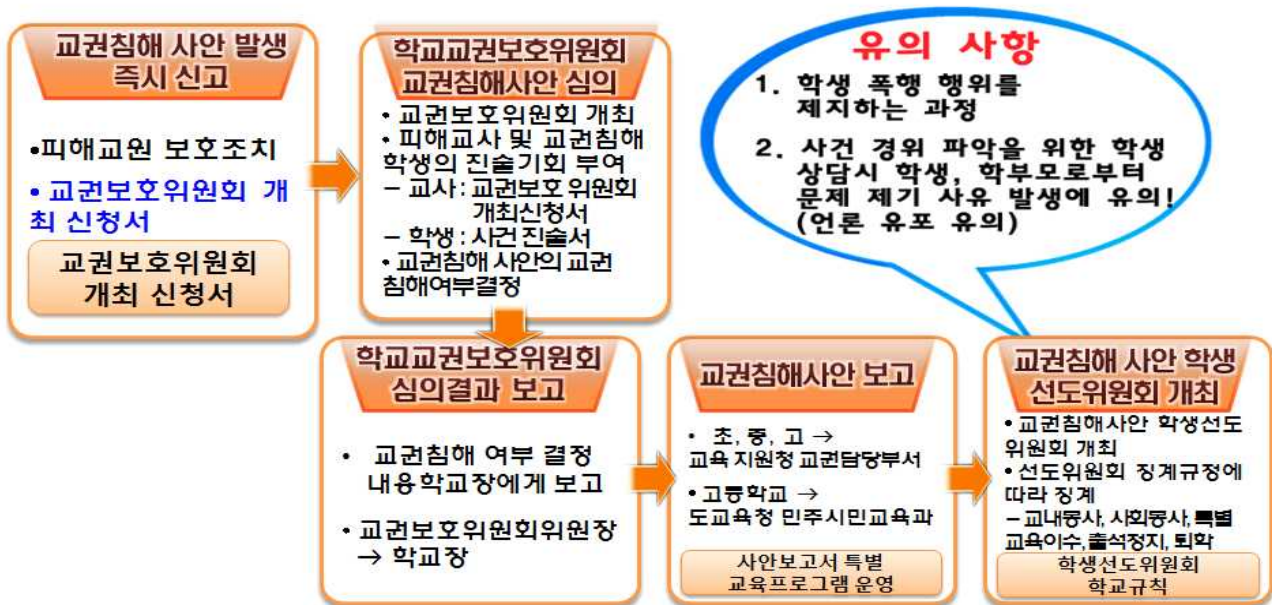 교권침해 사안 발생
즉시 신고
•피해교원 보호조치
• 교권보호위원회 개
최 신청서
교권보호위원회
개최 신청서
학교교권보호위원회
교권침해사안 심의
• 교권보호위원회 개최
• 피해교사 및 교권침해
학생의 진술기회 부여
– 교사 : 교권보호 위원회
개최신청서
– 학생 : 사건 진술서
• 교권침해 사안의 교권
침해여부결정
유의 사항
1. 학생 폭행 행위를
제지하는 과정
2. 사건 경위 파악을 위한 학생
상담시 학생, 학부모로부터
문제 제기 사유 발생에 유의!
(언론 유포 유의)
학교교권보호위원회
심의결과 보고
• 교권침해 여부 결정
내용학교장에게 보고
• 교권보호위원회위원장
→ 학교장
교권침해사안 보고
• 초, 중, 고 →
교육 지원청 교권담당부서
• 고등학교 →
도교육청 민주시민교육과
사안보고서 특별
교육프로그램 운영
교권침해 사안 학생
선도위원회 개최
• 교권침해사안 학생선도
위원회 개최
• 선도위원회 징계규정에
따라 징계
– 교내봉사, 사회봉사, 특별
교육이수, 출석정지, 퇴학
학생선도위원회
학교규칙